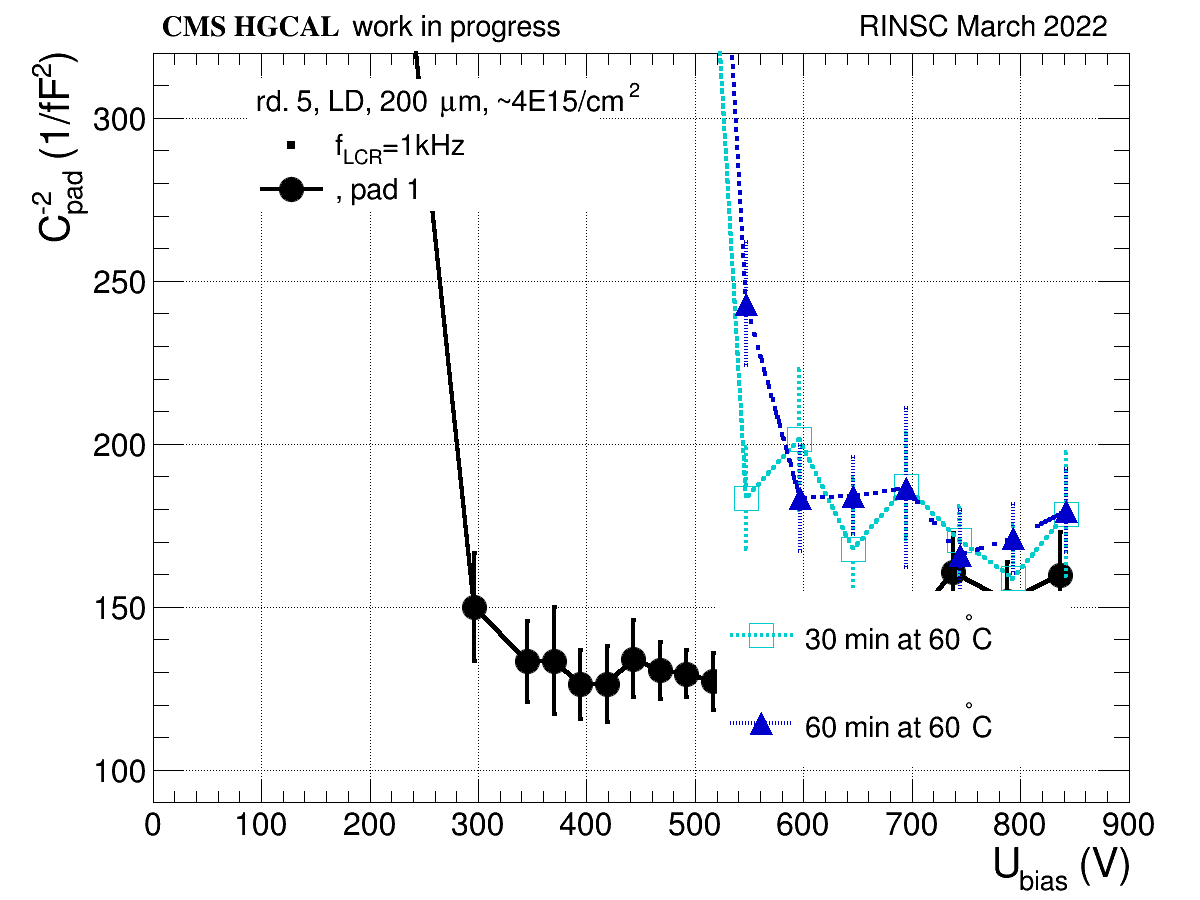 CMS HGCAL work in progress
RINSC March 2022
C⁻²pad (1/fF²)
rd. 5, LD, 200 μm, ~4E15/cm²
f_LCR=1kHz
, pad 1
300
250
200
150
100
30 min at 60°C
60 min at 60°C
0 100 200 300 400 500 600 700 800 900
U_bias (V)